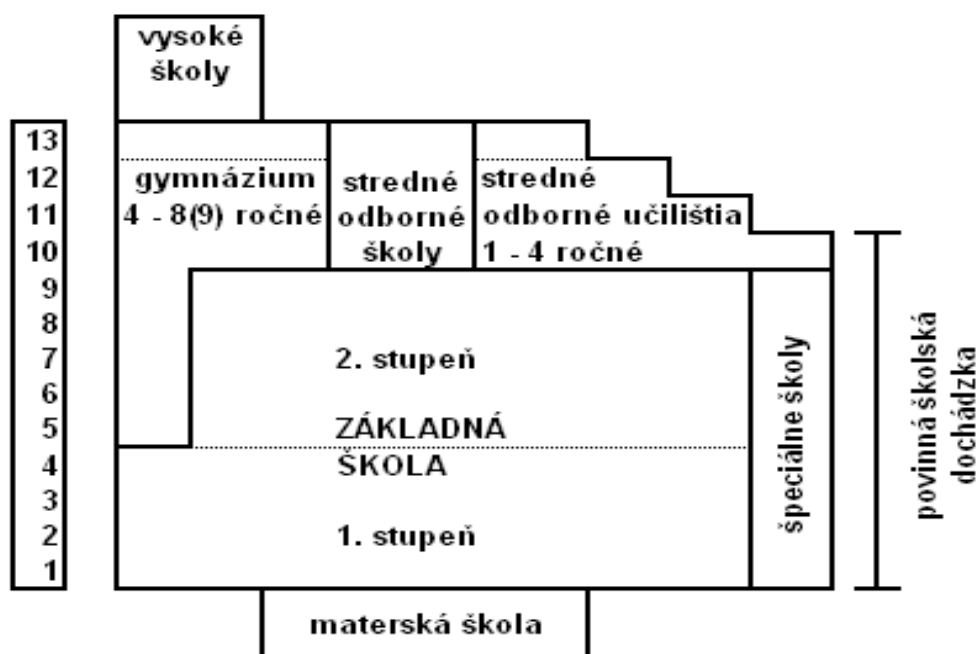 vysoké
školy
13
12
11
10
9
8
7
6
5
4
3
2
1
gymnázium
4 - 8(9) ročné
stredné
odborné
školy
stredné
odborné učilištia
1 - 4 ročné
2. stupeň
ZÁKLADNÁ
ŠKOLA
1. stupeň
špeciálne školy
povinná školská
dochádzka
materská škola